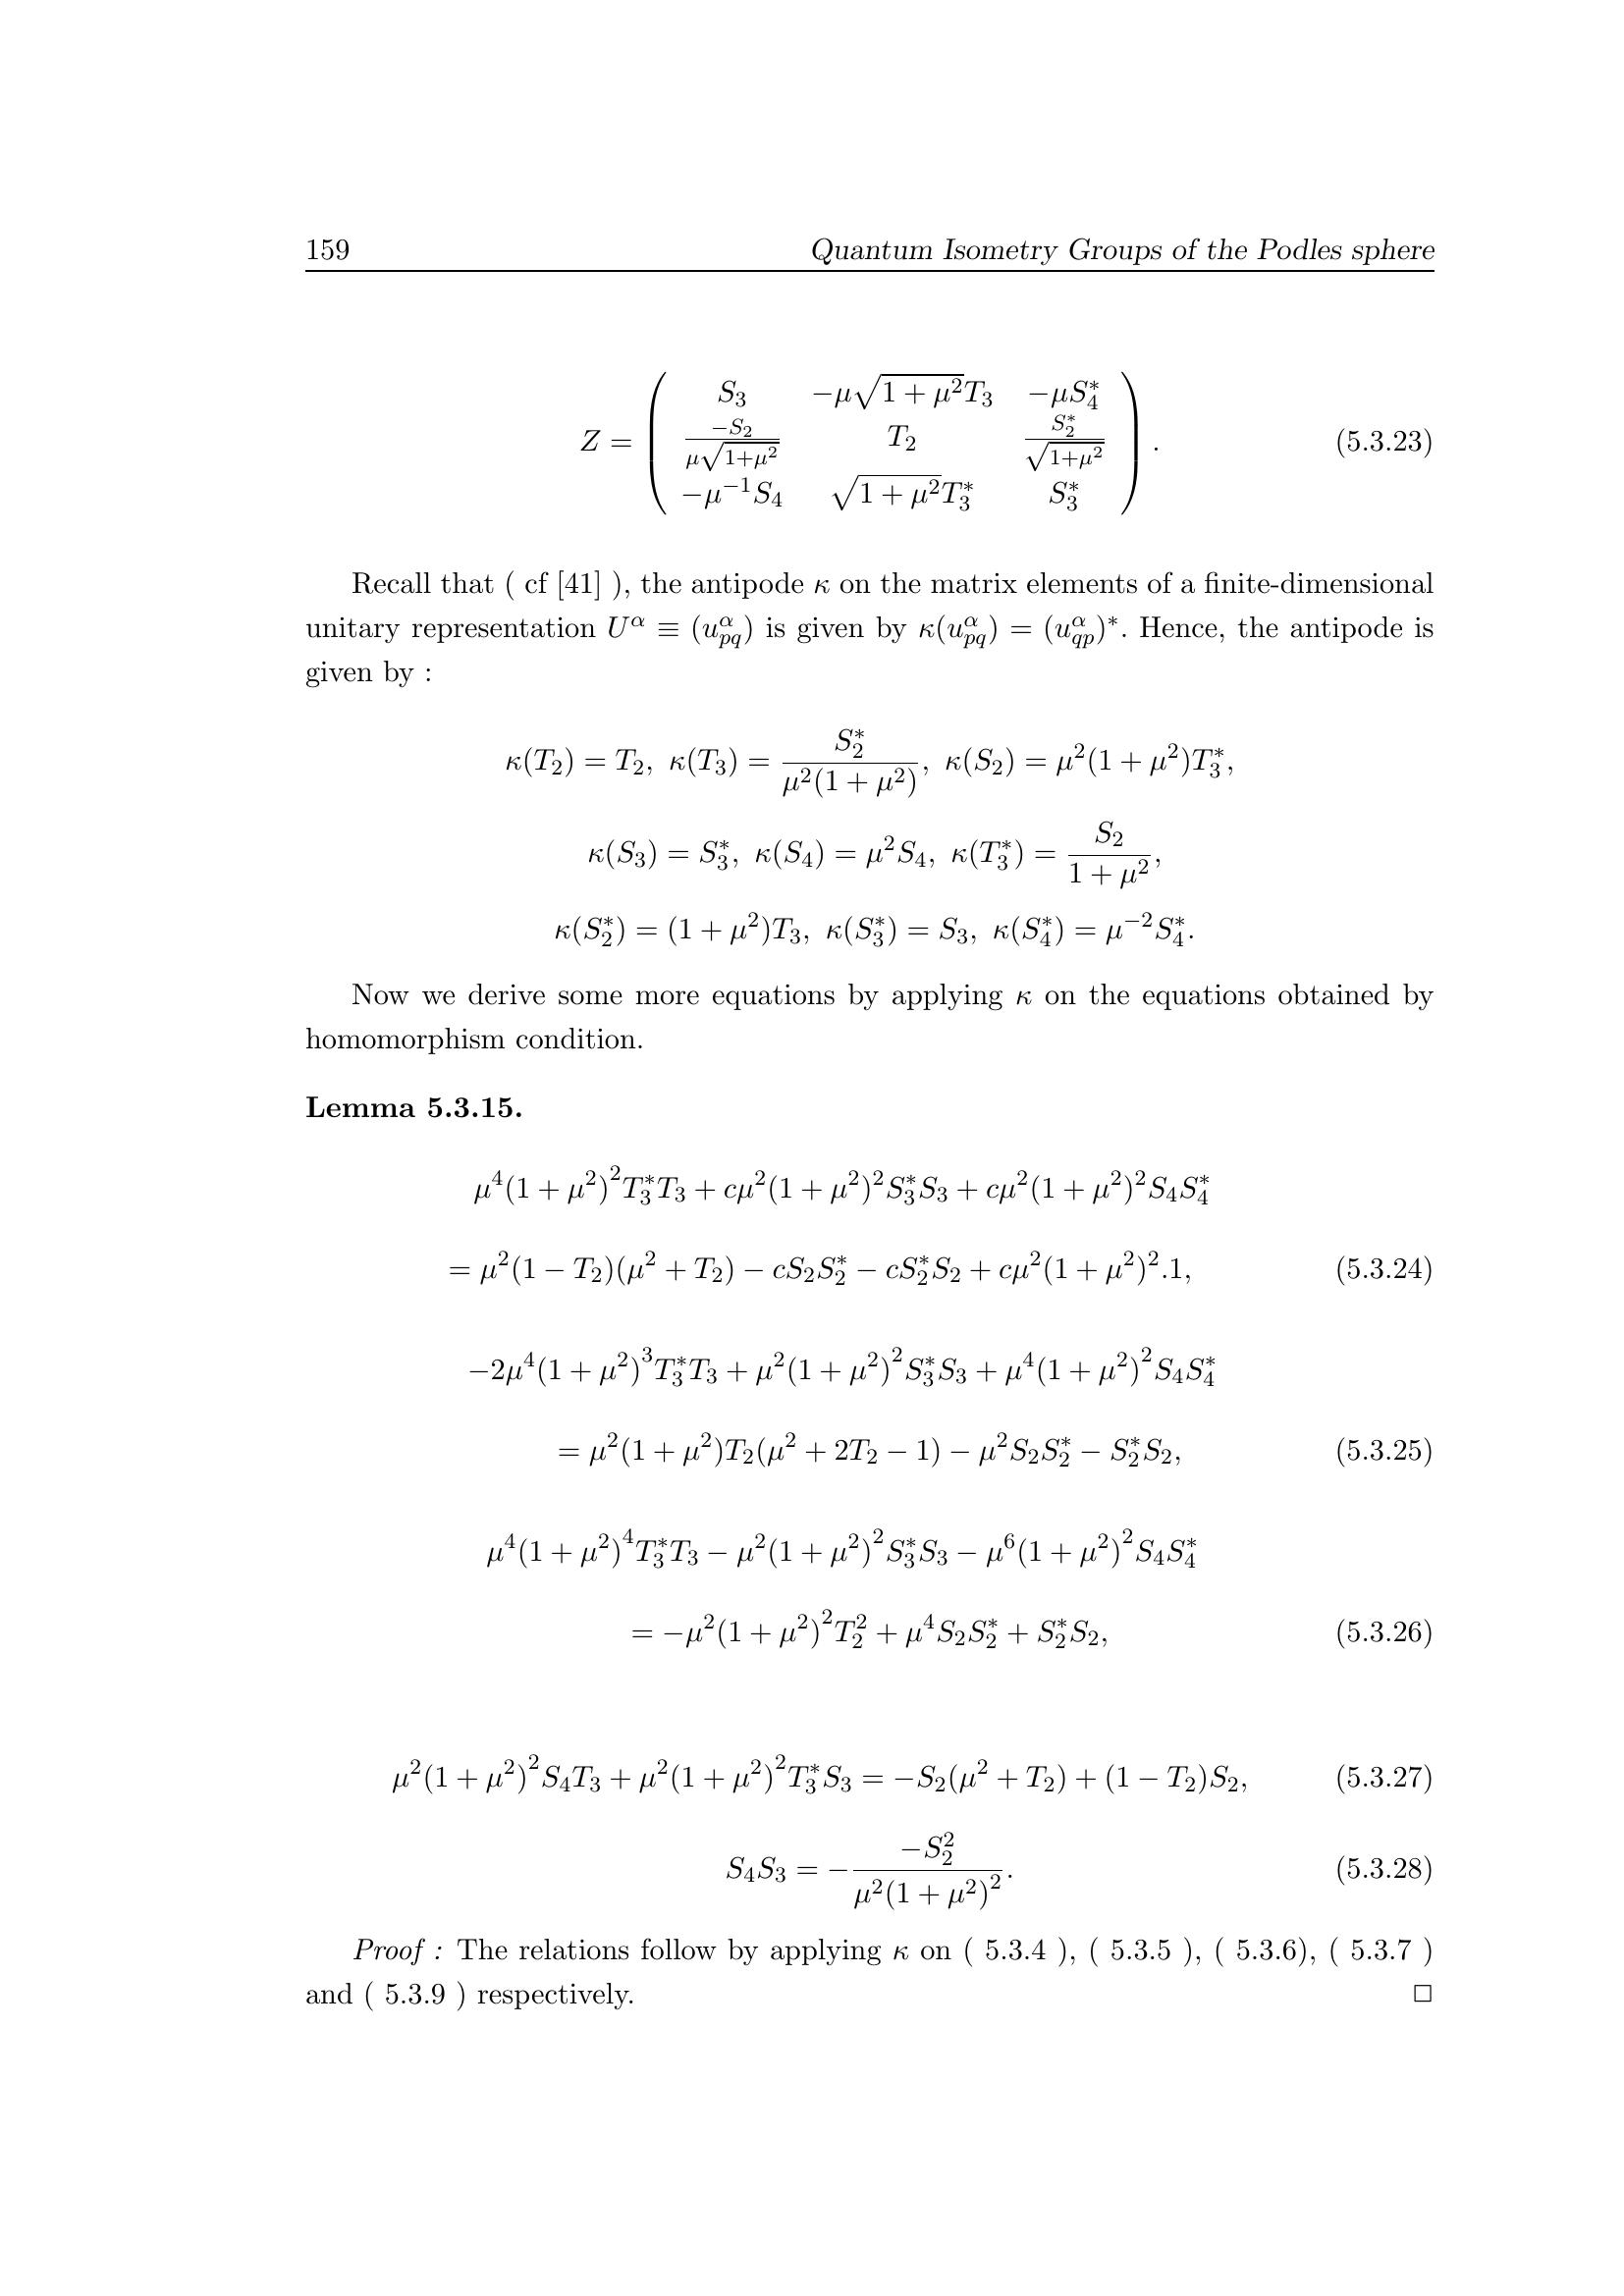 159 Quantum Isometry Groups of the Podles sphere
$$Z = \left( \begin{array}{ccc} S_3 & -\mu\sqrt{1+\mu^2}T_3 & -\mu S_4^* \\ \frac{-S_2}{\mu\sqrt{1+\mu^2}} & T_2 & \frac{S_2^*}{\sqrt{1+\mu^2}} \\ -\mu^{-1}S_4 & \sqrt{1+\mu^2}T_3^* & S_3^* \end{array} \right). \quad (5.3.23)$$
Recall that ( cf [41] ), the antipode $\kappa$ on the matrix elements of a finite-dimensional
unitary representation $U^\alpha \equiv (u_{pq}^\alpha)$ is given by $\kappa(u_{pq}^\alpha) = (u_{qp}^\alpha)^*$. Hence, the antipode is
given by :
$$\kappa(T_2) = T_2, \ \kappa(T_3) = \frac{S_2^*}{\mu^2(1+\mu^2)}, \ \kappa(S_2) = \mu^2(1+\mu^2)T_3^*,$$
$$\kappa(S_3) = S_3^*, \ \kappa(S_4) = \mu^2 S_4, \ \kappa(T_3^*) = \frac{S_2}{1+\mu^2},$$
$$\kappa(S_2^*) = (1+\mu^2)T_3, \ \kappa(S_3^*) = S_3, \ \kappa(S_4^*) = \mu^{-2}S_4^*.$$
Now we derive some more equations by applying $\kappa$ on the equations obtained by
homomorphism condition.
Lemma 5.3.15.
$$\mu^4(1+\mu^2)^2T_3^*T_3 + c\mu^2(1+\mu^2)^2S_3^*S_3 + c\mu^2(1+\mu^2)^2S_4S_4^*$$
$$= \mu^2(1-T_2)(\mu^2+T_2) - cS_2S_2^* - cS_2^*S_2 + c\mu^2(1+\mu^2)^2.1, \quad (5.3.24)$$
$$-2\mu^4(1+\mu^2)^3T_3^*T_3 + \mu^2(1+\mu^2)^2S_3^*S_3 + \mu^4(1+\mu^2)^2S_4S_4^*$$
$$= \mu^2(1+\mu^2)T_2(\mu^2+2T_2-1) - \mu^2S_2S_2^* - S_2^*S_2, \quad (5.3.25)$$
$$\mu^4(1+\mu^2)^4T_3^*T_3 - \mu^2(1+\mu^2)^2S_3^*S_3 - \mu^6(1+\mu^2)^2S_4S_4^*$$
$$= -\mu^2(1+\mu^2)^2T_2^2 + \mu^4S_2S_2^* + S_2^*S_2, \quad (5.3.26)$$
$$\mu^2(1+\mu^2)^2S_4T_3 + \mu^2(1+\mu^2)^2T_3^*S_3 = -S_2(\mu^2+T_2) + (1-T_2)S_2, \quad (5.3.27)$$
$$S_4S_3 = -\frac{-S_2^2}{\mu^2(1+\mu^2)^2}. \quad (5.3.28)$$
Proof : The relations follow by applying $\kappa$ on ( 5.3.4 ), ( 5.3.5 ), ( 5.3.6), ( 5.3.7 )
and ( 5.3.9 ) respectively. □